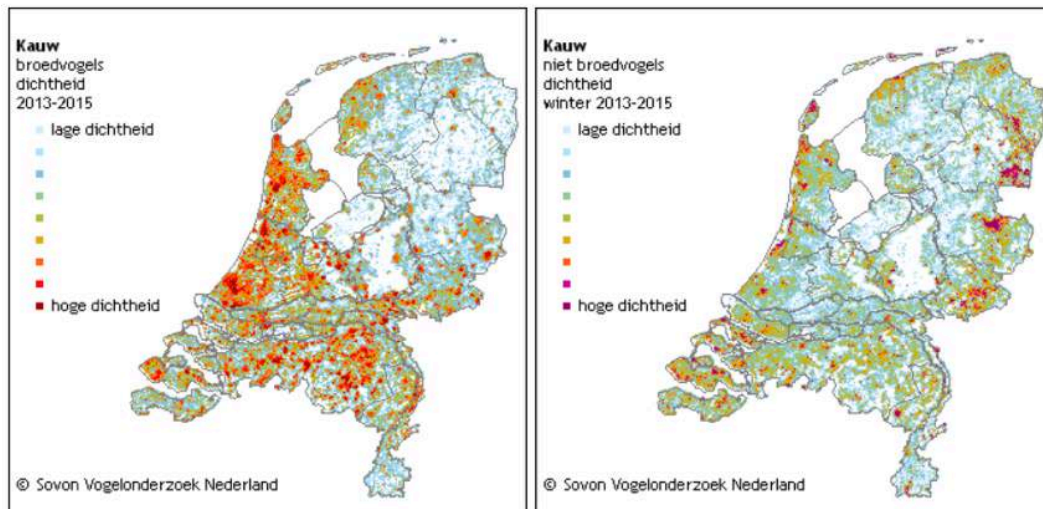 Kauw
broedvogels
dichtheid
2013-2015
lage dichtheid
hoge dichtheid
© Sovon Vogelonderzoek Nederland
Kauw
niet broedvogels
dichtheid
winter 2013-2015
lage dichtheid
hoge dichtheid
© Sovon Vogelonderzoek Nederland